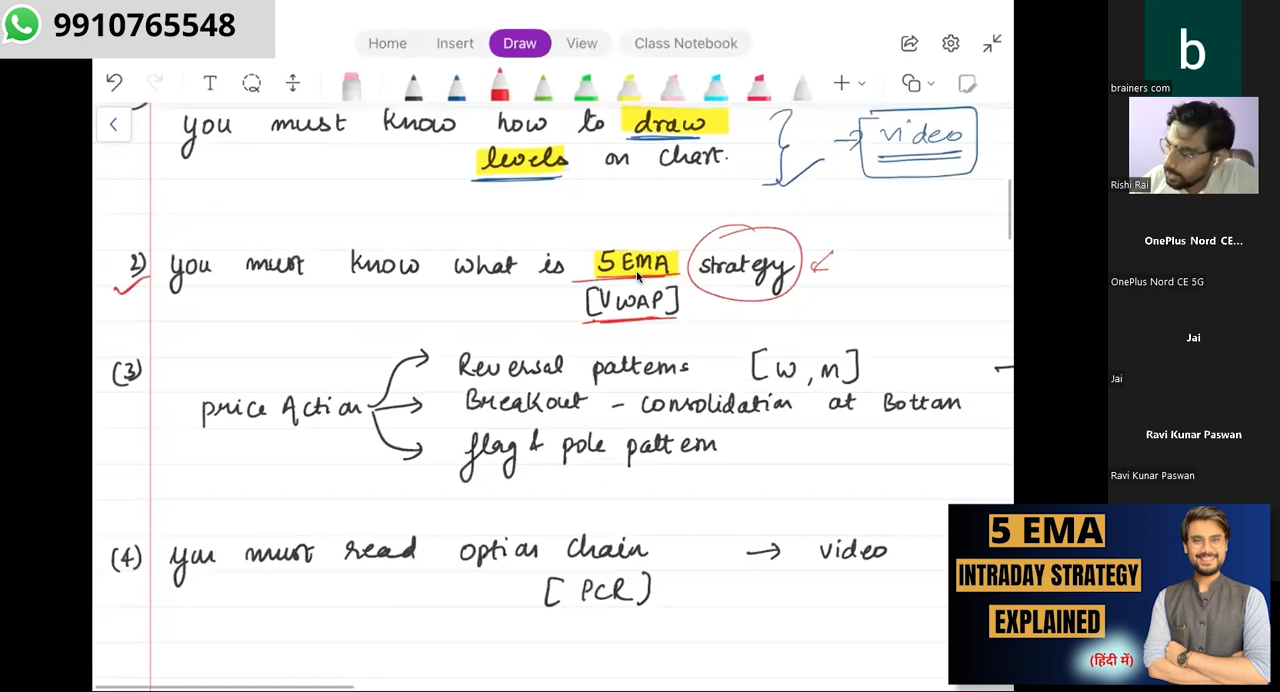 9910765548
Home Insert Draw View Class Notebook
T
you must know how to draw
levels on chart.
→ video
2) you must know what is 5 EMA strategy
[VWAP]
(3)
Reversal patterns [W, M]
price Action
Breakout - consolidation at Bottam
flag & pole pattern
(4) you must read option chain → video
[PCR]
b
brainers com
Rishi Rai
OnePlus Nord CE...
OnePlus Nord CE 5G
Jai
Jai
Ravi Kunar Paswan
Ravi Kunar Paswan
5 EMA
INTRADAY STRATEGY
EXPLAINED
(हिंदी में)